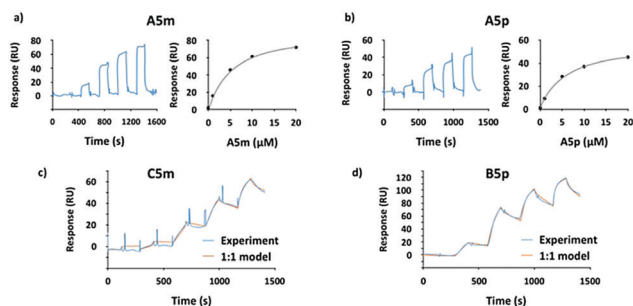 a) A5m
Response (RU)
80
60
40
20
0
0 400 800 1200 1600
Time (s)
Response (RU)
80
60
40
20
0
0 5 10 15 20
A5m (µM)
b) A5p
Response (RU)
60
40
20
0
0 500 1000 1500
Time (s)
Response (RU)
60
40
20
0
0 5 10 15 20
A5p (µM)
c) C5m
Response (RU)
60
40
20
0
0 500 1000 1500
Time (s)
Experiment
1:1 model
d) B5p
Response (RU)
120
100
80
60
40
20
0
0 500 1000 1500
Time (s)
Experiment
1:1 model